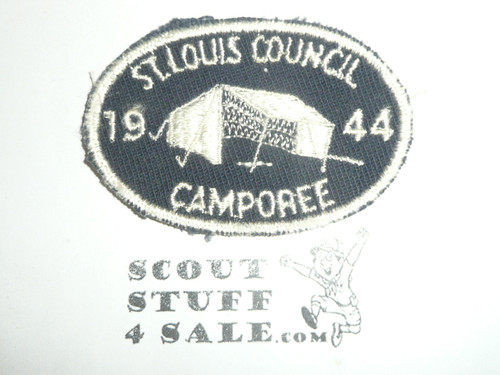 ST. LOUIS COUNCIL
19 44
CAMPOREE
SCOUT
STUFF
4 SALE.COM